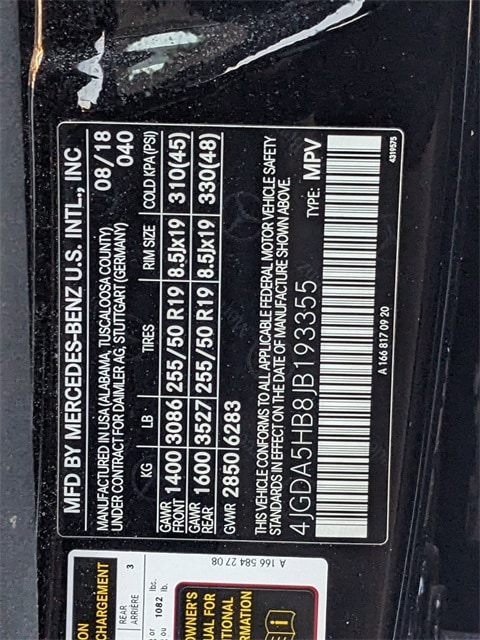 MFD BY MERCEDES-BENZ U.S. INTL., INC
MANUFACTURED IN USA (ALABAMA, TUSCALOOSA COUNTY) 08/18
UNDER CONTRACT FOR DAIMLER AG, STUTTGART (GERMANY) 040
KG LB TIRES RIM SIZE COLD KPA (PSI)
GAWR FRONT 1400 3086 255/50 R19 8.5Jx19 310(45)
GAWR REAR 1600 3527 255/50 R19 8.5Jx19 330(48)
GVWR 2850 6283
THIS VEHICLE CONFORMS TO ALL APPLICABLE FEDERAL MOTOR VEHICLE SAFETY
STANDARDS IN EFFECT ON THE DATE OF MANUFACTURE SHOWN ABOVE.
4JGDA5HB8JB193355 TYPE: MPV
A 166 817 09 20
4319575
CHARGEMENT
REAR
ARRIÈRE 3
1082 lbs.
lb.
OWNER'S
A 166 584 27 08